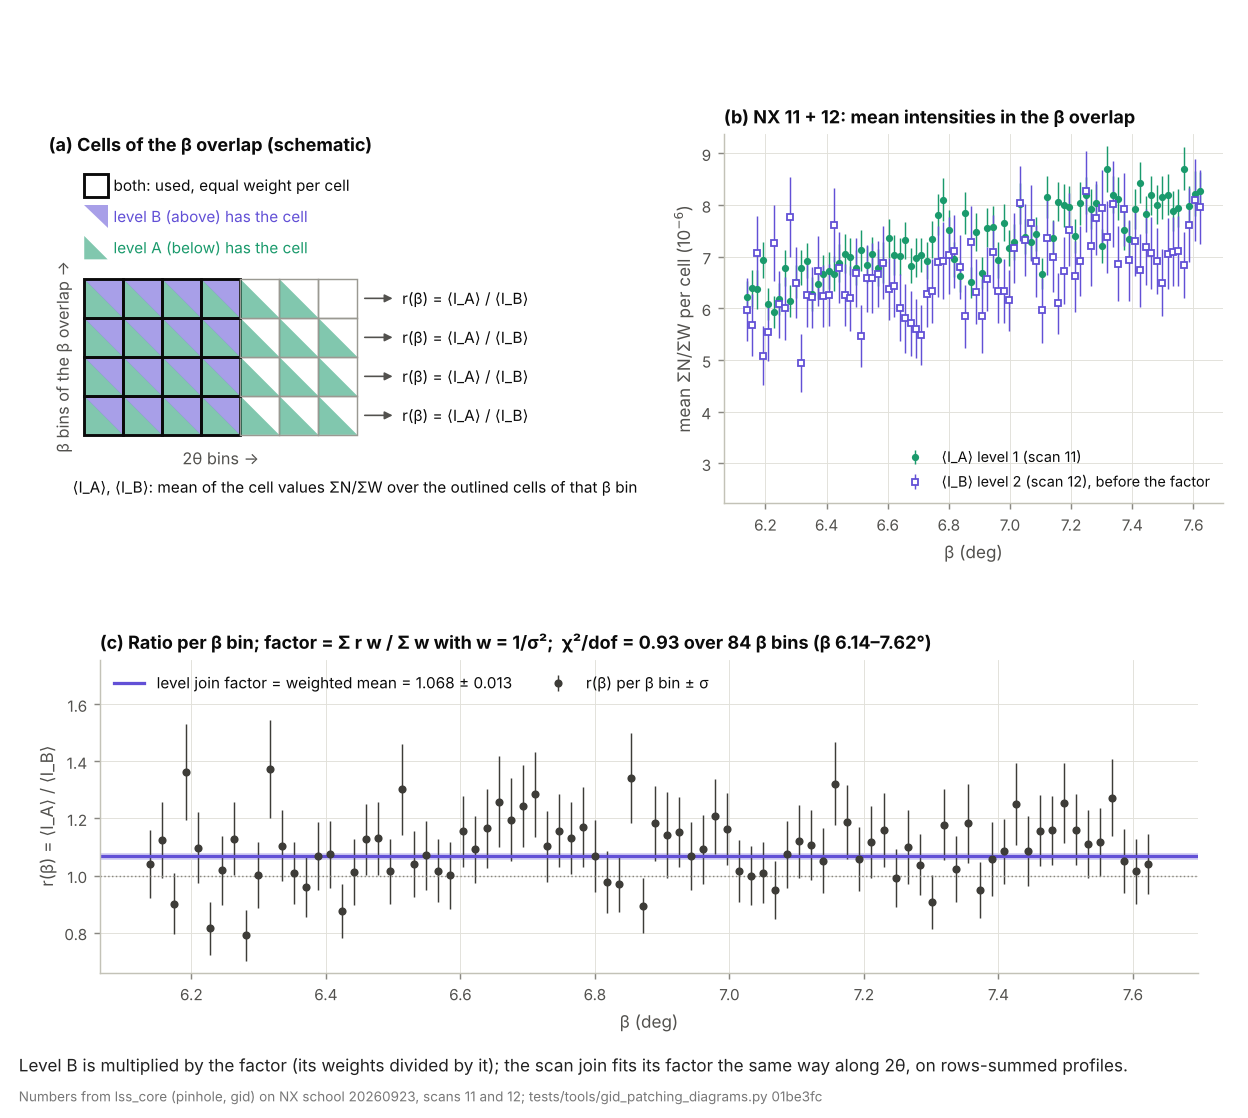 (a) Cells of the β overlap (schematic)
both: used, equal weight per cell
level B (above) has the cell
level A (below) has the cell
β bins of the β overlap →
r(β) = ⟨I_A⟩ / ⟨I_B⟩
r(β) = ⟨I_A⟩ / ⟨I_B⟩
r(β) = ⟨I_A⟩ / ⟨I_B⟩
r(β) = ⟨I_A⟩ / ⟨I_B⟩
2θ bins →
⟨I_A⟩, ⟨I_B⟩: mean of the cell values ΣN/ΣW over the outlined cells of that β bin
(b) NX 11 + 12: mean intensities in the β overlap
mean ΣN/ΣW per cell (10⁻⁶)
9
8
7
6
5
4
3
⟨I_A⟩ level 1 (scan 11)
⟨I_B⟩ level 2 (scan 12), before the factor
6.2 6.4 6.6 6.8 7.0 7.2 7.4 7.6
β (deg)
(c) Ratio per β bin; factor = Σ r w / Σ w with w = 1/σ²; χ²/dof = 0.93 over 84 β bins (β 6.14–7.62°)
level join factor = weighted mean = 1.068 ± 0.013
r(β) per β bin ± σ
r(β) = ⟨I_A⟩ / ⟨I_B⟩
1.6
1.4
1.2
1.0
0.8
6.2 6.4 6.6 6.8 7.0 7.2 7.4 7.6
β (deg)
Level B is multiplied by the factor (its weights divided by it); the scan join fits its factor the same way along 2θ, on rows-summed profiles.
Numbers from lss_core (pinhole, gid) on NX school 20260923, scans 11 and 12; tests/tools/gid_patching_diagrams.py 01be3fc